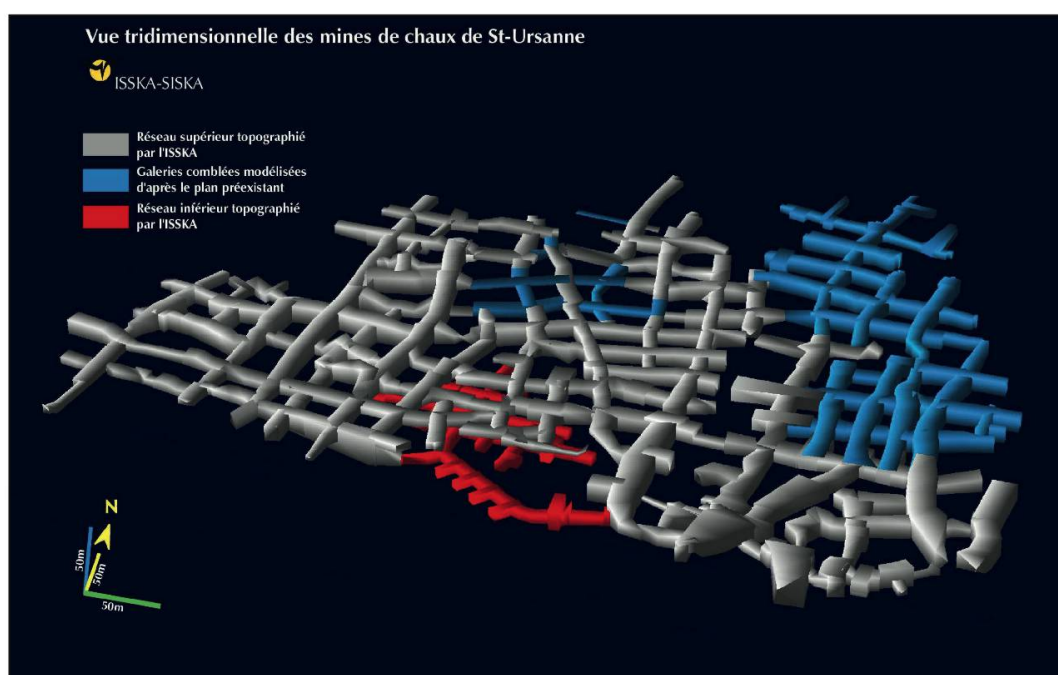 Vue tridimensionnelle des mines de chaux de St-Ursanne
ISSKA-SISKA
Réseau supérieur topographié
par l'ISSKA
Galeries comblées modélisées
d'après le plan préexistant
Réseau inférieur topographié
par l'ISSKA
N
50m
50m
50m